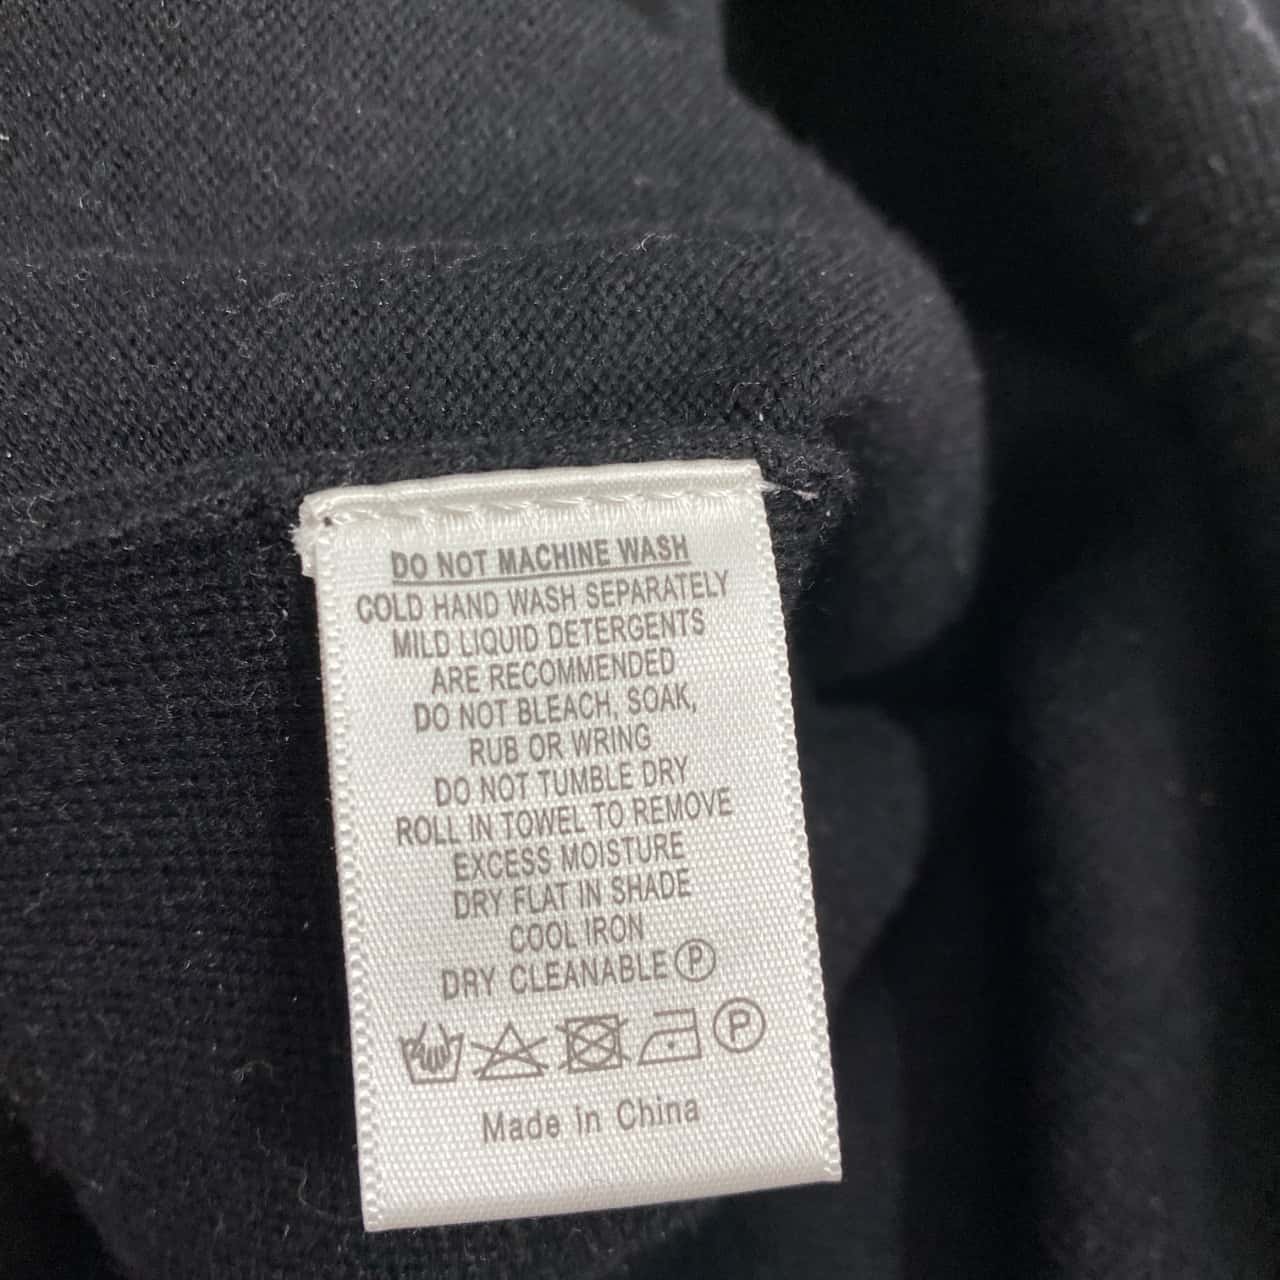 DO NOT MACHINE WASH
COLD HAND WASH SEPARATELY
MILD LIQUID DETERGENTS
ARE RECOMMENDED
DO NOT BLEACH, SOAK,
RUB OR WRING
DO NOT TUMBLE DRY
ROLL IN TOWEL TO REMOVE
EXCESS MOISTURE
DRY FLAT IN SHADE
COOL IRON
DRY CLEANABLE Ⓟ
Ⓟ
Made in China